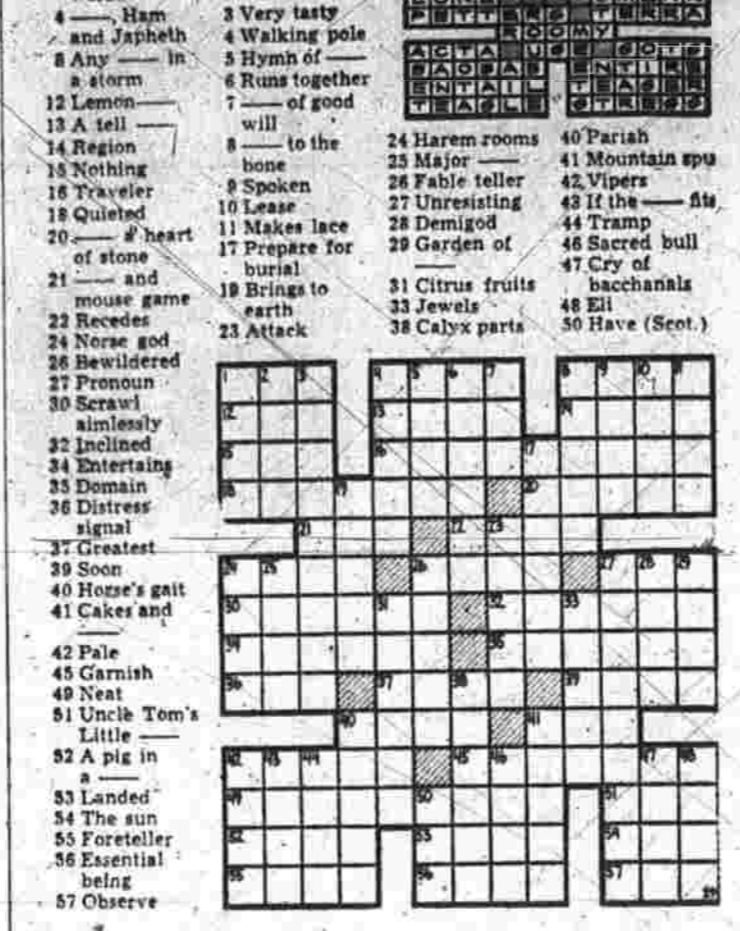 4 ——, Ham
and Japheth
8 Any —— in
a storm
12 Lemon——
13 A tell ——
14 Region
15 Nothing
16 Traveler
18 Quieted
20 —— heart
of stone
21 —— and
mouse game
22 Recedes
24 Norse god
26 Bewildered
27 Pronoun
30 Scrawl
aimlessly
32 Inclined
34 Entertains
35 Domain
36 Distress
signal
37 Greatest
39 Soon
40 Horse's gait
41 Cakes and
——
42 Pale
45 Garnish
49 Neat
51 Uncle Tom's
Little ——
52 A pig in
a ——
53 Landed
54 The sun
55 Foreteller
56 Essential
being
57 Observe
3 Very tasty
4 Walking pole
5 Hymh of ——
6 Runs together
7 —— of good
will
8 —— to the
bone
9 Spoken
10 Lease
11 Makes lace
17 Prepare for
burial
19 Brings to
earth
23 Attack
PETTERS TERRA
ROOMY
ACTA USE GOTS
BAOBAB ENTIRE
ENTAIL TEASER
TEASLE STRESS
24 Harem rooms
25 Major ——
26 Fable teller
27 Unresisting
28 Demigod
29 Garden of
——
31 Citrus fruits
33 Jewels
38 Calyx parts
40 Pariah
41 Mountain spu
42 Vipers
43 If the —— fits
44 Tramp
46 Sacred bull
47 Cry of
bacchanals
48 Eli
50 Have (Scot.)
1 2 3 4 5 6 7 8 9 10 11
12 13 14
15 16 17
18 19 20
21 22 23
24 25 26 27 28 29
30 31 32 33
34 35
36 37 38 39
40 41
42 43 44 45 46 47 48
49 50 51
52 53 54
55 56 57